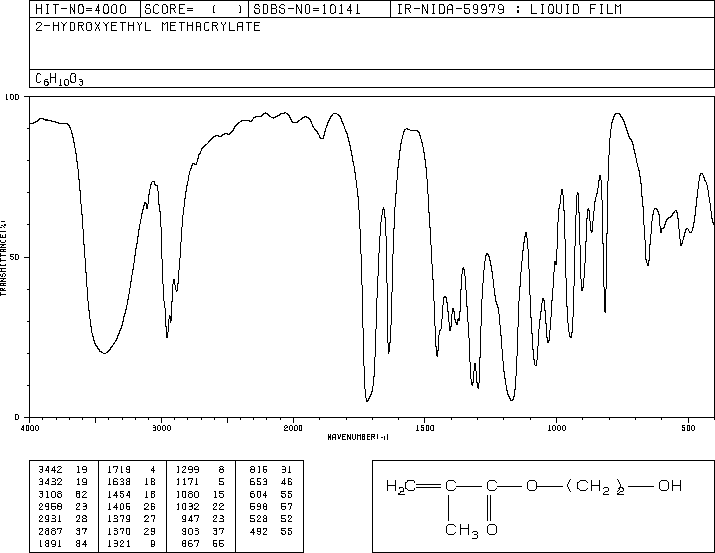 HIT-NO=4000 SCORE= ( ) SDBS-NO=10141 IR-NIDA-59979 : LIQUID FILM
2-HYDROXYETHYL METHACRYLATE
C6H10O3
100
50
0
TRANSMITTANCE(%)
4000 3000 2000 1500 1000 500
WAVENUMBER(-1)
3442 19 1719 4 1299 8 816 31
3432 19 1638 18 1171 5 653 46
3108 62 1454 18 1080 15 604 55
2958 23 1406 26 1032 22 598 57
2931 28 1379 27 947 23 528 52
2887 37 1370 29 903 37 492 55
1891 84 1321 9 867 55
H2C C C O (CH2)2 OH
CH3 O